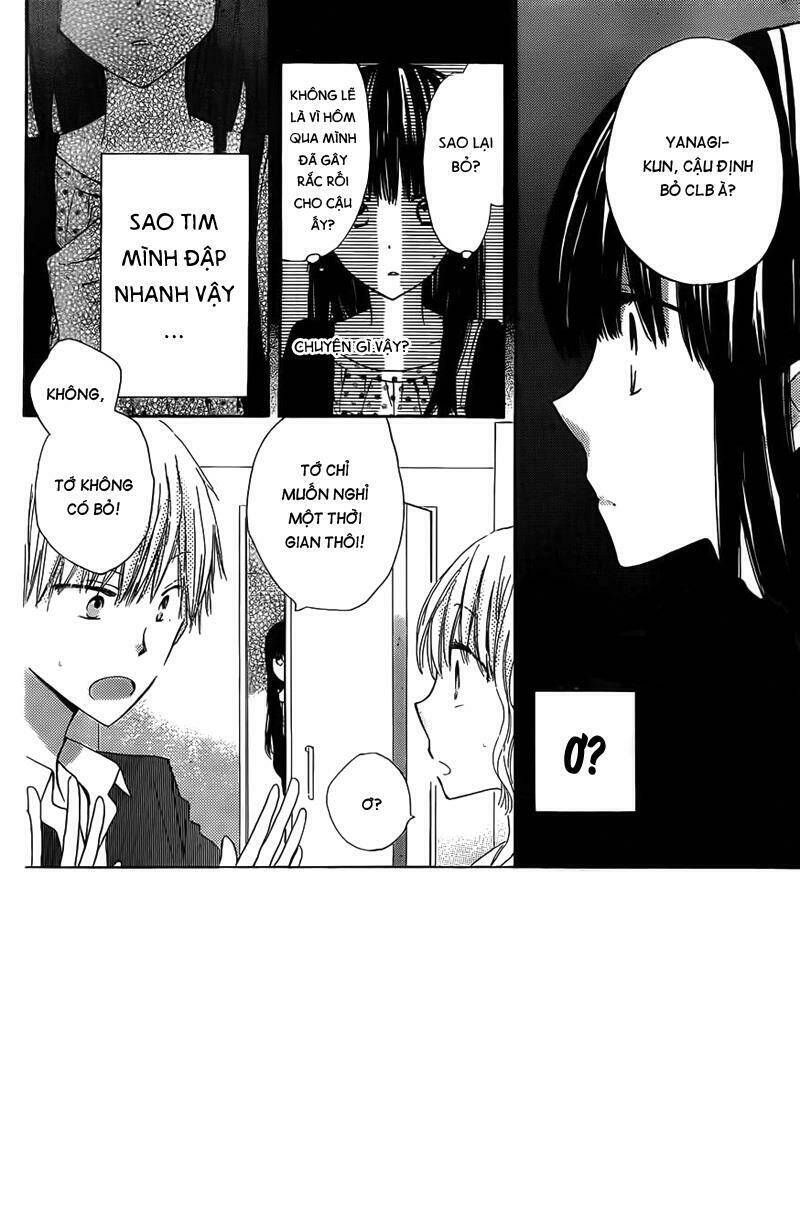 YANAGI-
KUN, CẬU ĐỊNH
BỎ CLB À?
Ơ?
SAO LẠI
BỎ?
KHÔNG LẼ
LÀ VÌ HÔM
QUA MÌNH
ĐÃ GÂY
RẮC RỐI
CHO CẬU
ẤY?
CHUYỆN GÌ VẬY?
SAO TIM
MÌNH ĐẬP
NHANH VẬY
...
TỚ CHỈ
MUỐN NGHỈ
MỘT THỜI
GIAN THÔI!
Ơ?
KHÔNG,
TỚ KHÔNG
CÓ BỎ!